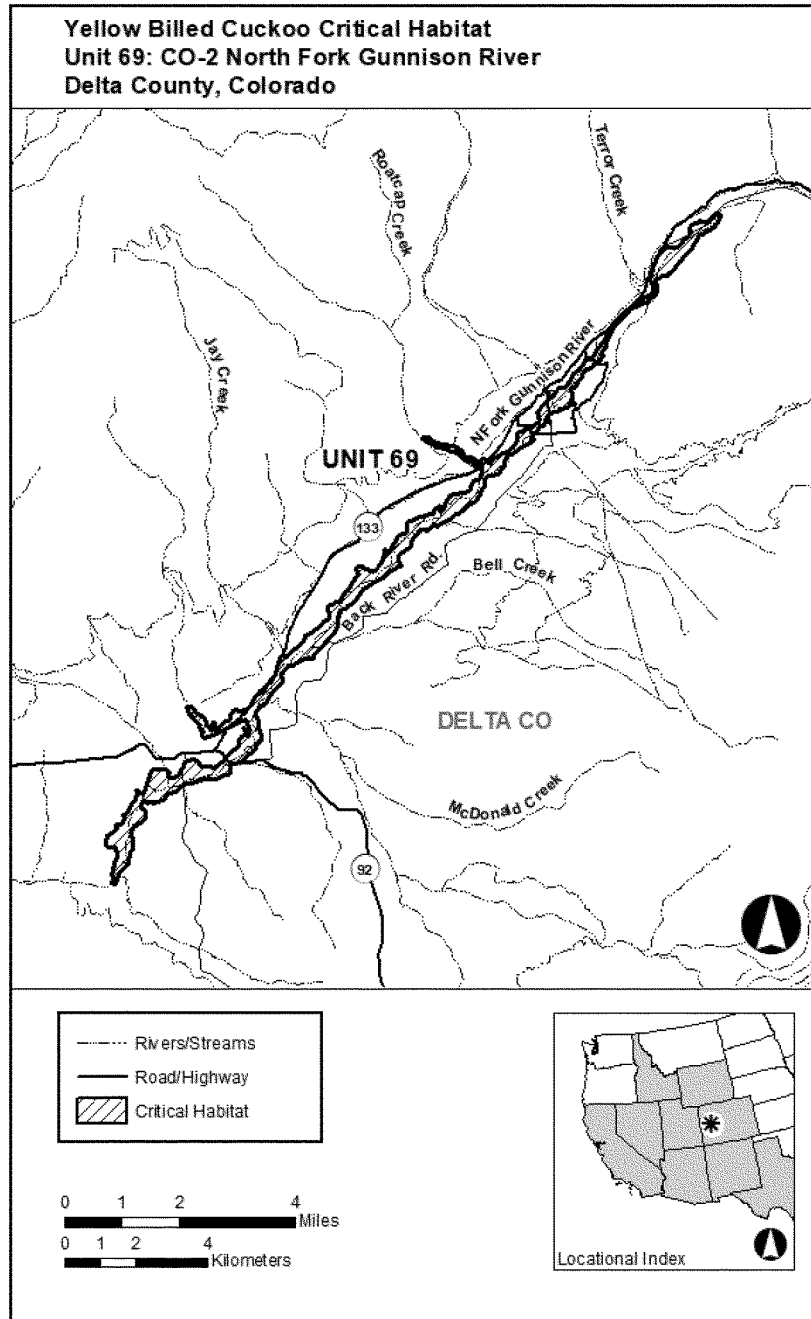 Yellow Billed Cuckoo Critical Habitat
Unit 69: CO-2 North Fork Gunnison River
Delta County, Colorado
Terror Creek
Roatcap Creek
Jay Creek
N Fork Gunnison River
UNIT 69
133
Back River Rd
Bell Creek
DELTA CO
McDonald Creek
92
Rivers/Streams
Road/Highway
Critical Habitat
0 1 2 4
Miles
0 1 2 4
Kilometers
Locational Index